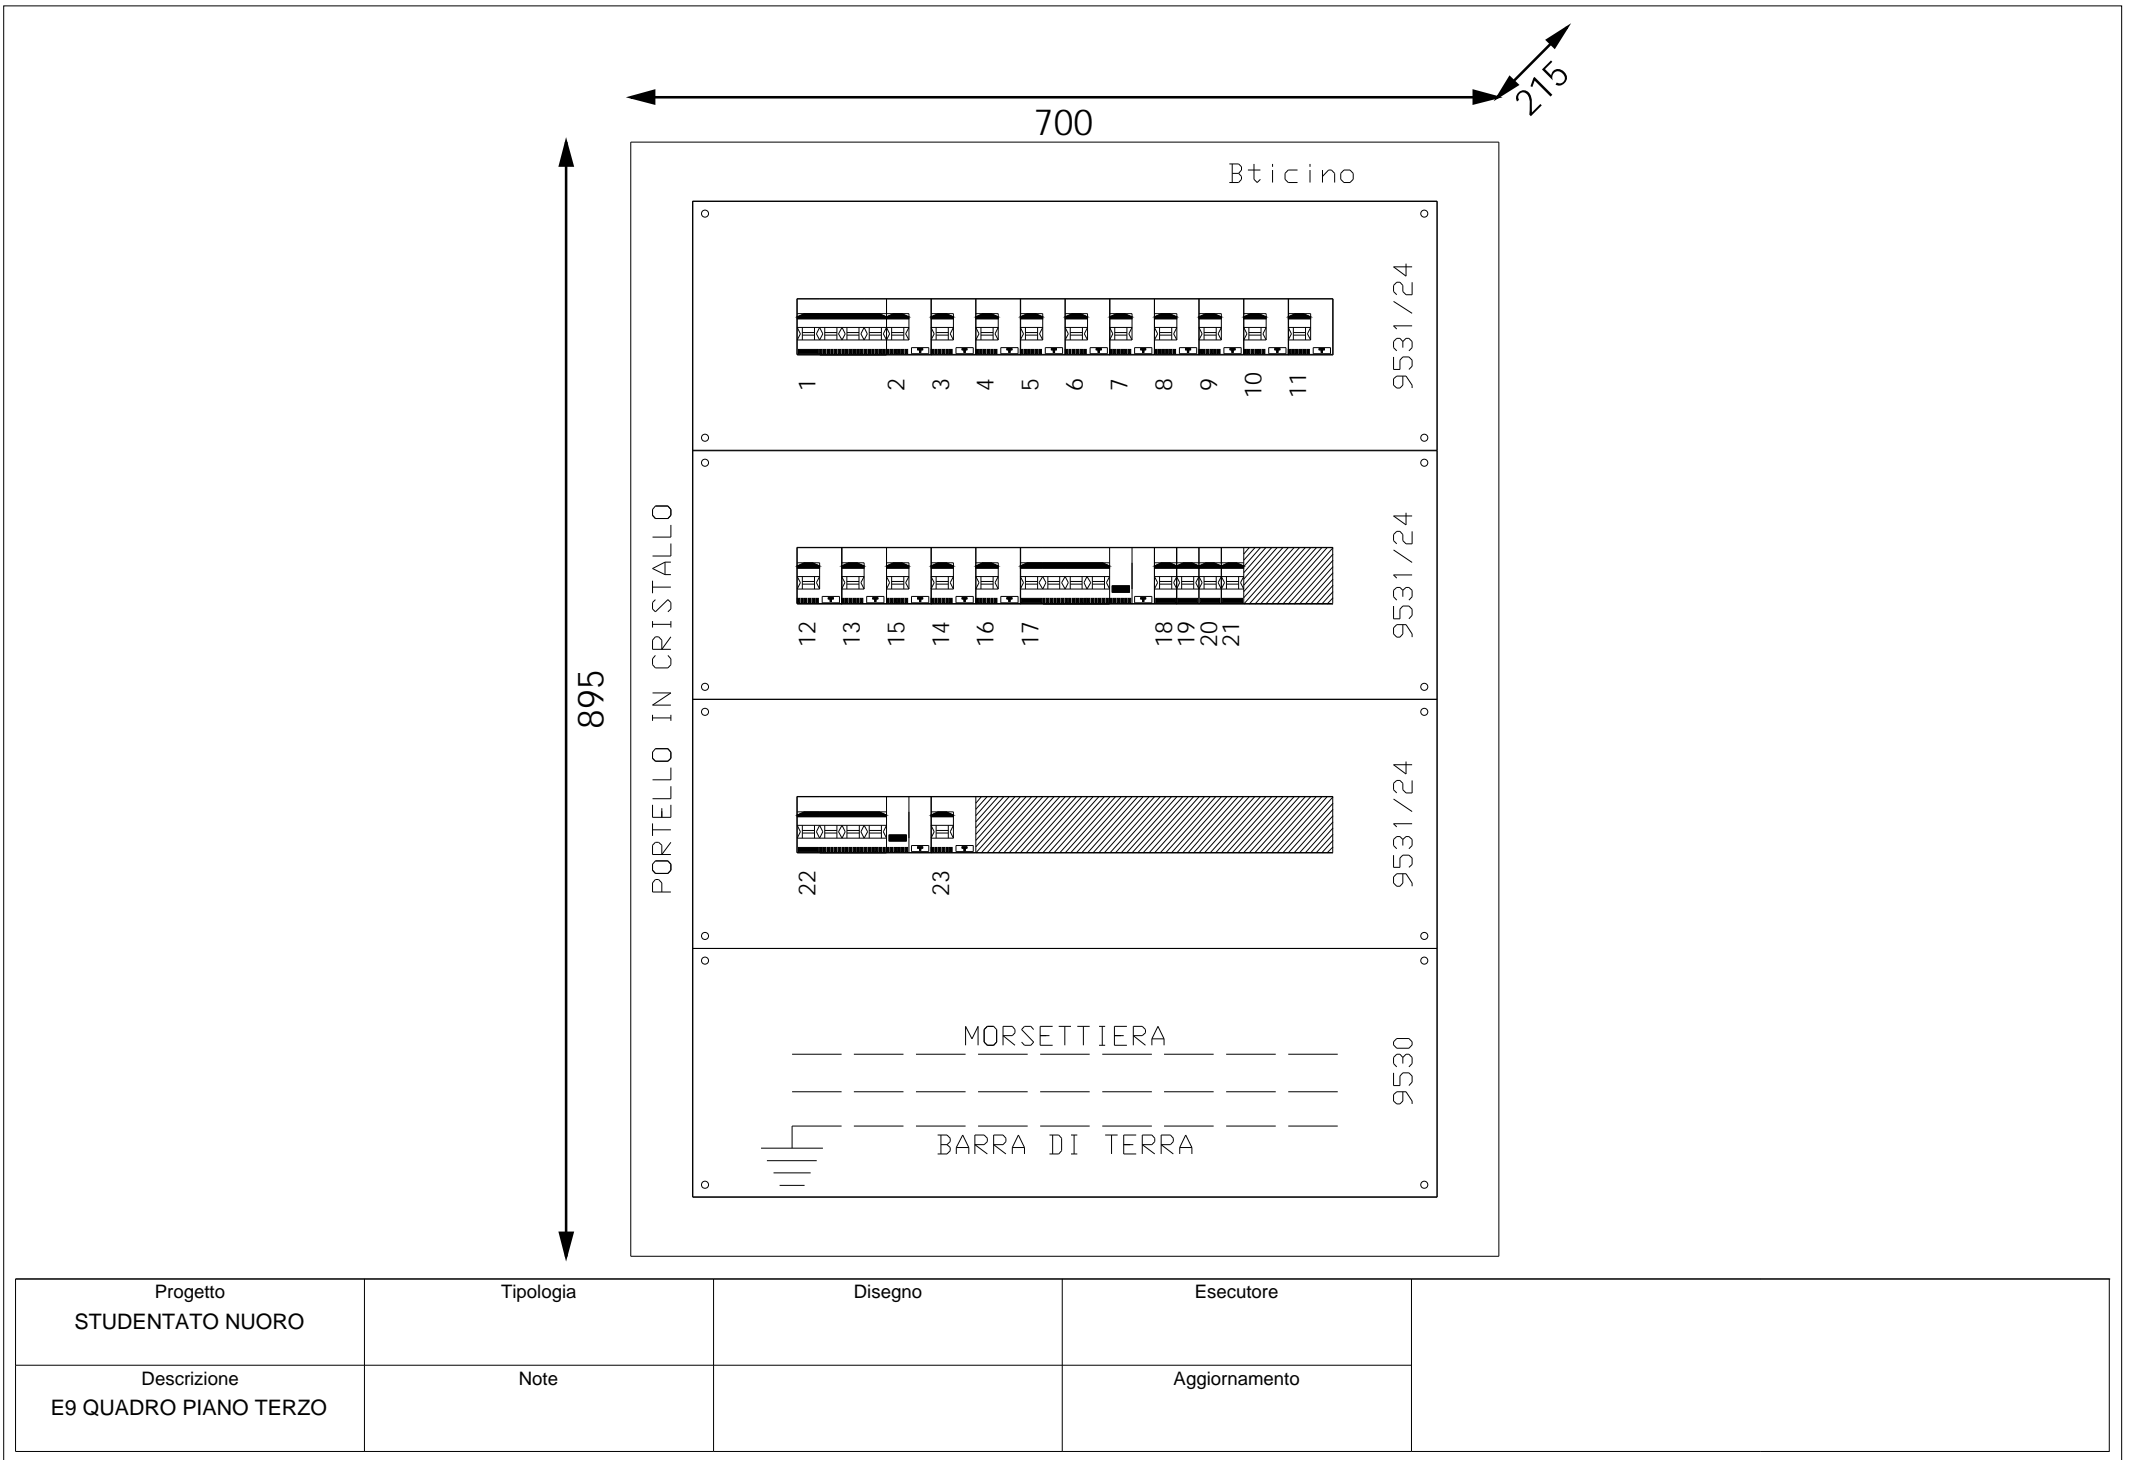 215
700
Bticino
9531/24
1 2 3 4 5 6 7 8 9 10 11
PORTELLO IN CRISTALLO
895
9531/24
12 13 15 14 16 17 18 19 20 21
9531/24
22 23
9530
MORSETTIERA
BARRA DI TERRA
Progetto
STUDENTATO NUORO
Tipologia
Disegno
Esecutore
Descrizione
E9 QUADRO PIANO TERZO
Note
Aggiornamento